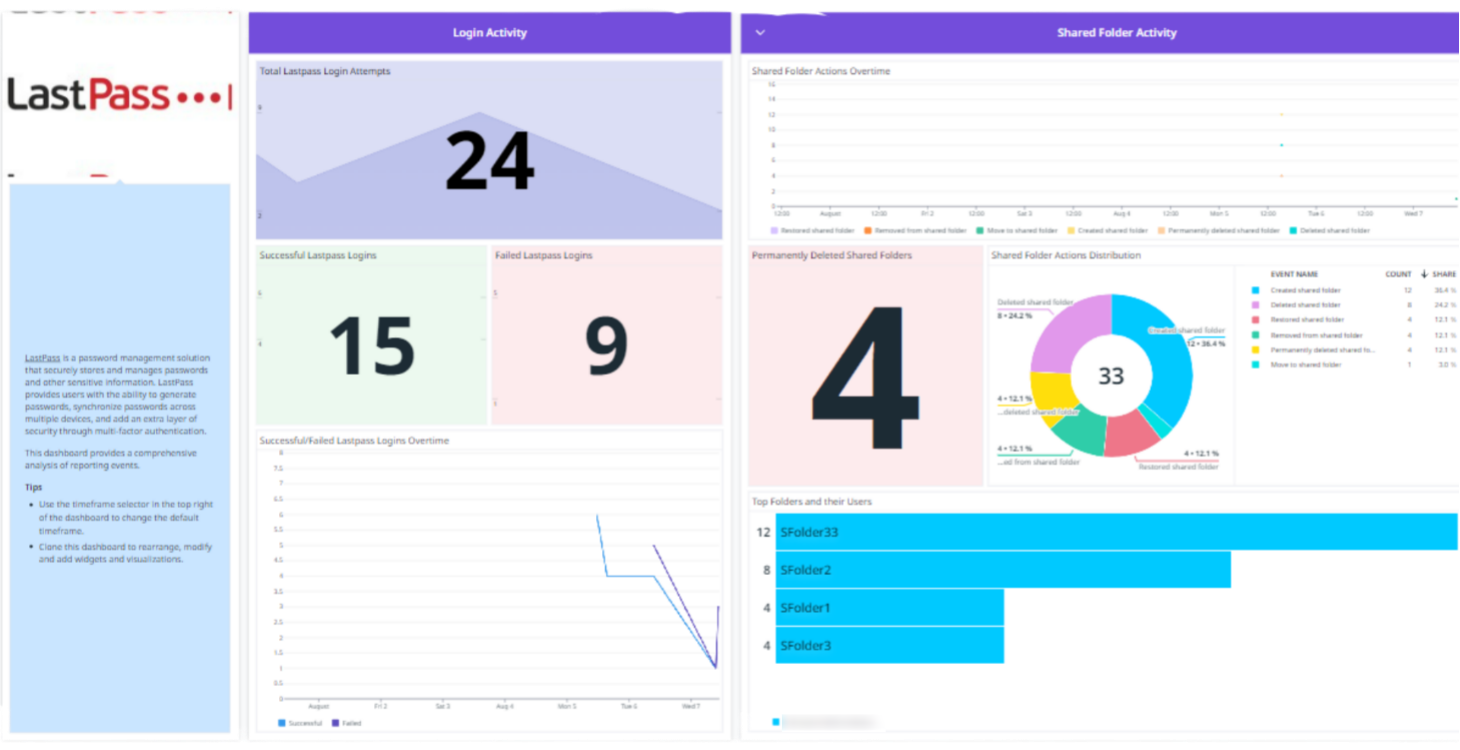 LastPass
LastPass is a password management solution
that securely stores and manages passwords
and other sensitive information. LastPass
provides users with the ability to generate
passwords, synchronize passwords across
multiple devices, and add an extra layer of
security through multi-factor authentication.
This dashboard provides a comprehensive
analysis of reporting events.
Tips
• Use the timeframe selector in the top right
of the dashboard to change the default
timeframe.
• Clone this dashboard to rearrange, modify
and add widgets and visualizations.
Login Activity
Total Lastpass Login Attempts
8
24
2
Successful Lastpass Logins
6
15
4
Failed Lastpass Logins
5
9
Successful/Failed Lastpass Logins Overtime
8
7.5
7
6.5
6
5.5
5
4.5
4
3.5
3
2.5
2
1.5
1
0.5
0
August Fri 2 Sat 3 Aug 4 Mon 5 Tue 6 Wed 7
Successful Failed
Shared Folder Activity
Shared Folder Actions Overtime
16
14
12
10
8
6
4
2
0
12:00 August 12:00 Fri 2 12:00 Sat 3 12:00 Aug 4 12:00 Mon 5 12:00 Tue 6 12:00 Wed 7
Restored shared folder Removed from shared folder Move to shared folder Created shared folder Permanently deleted shared folder Deleted shared folder
Permanently Deleted Shared Folders
4
Shared Folder Actions Distribution
Deleted shared folder
8 • 24.2 %
Created shared folder
12 • 36.4 %
33
4 • 12.1 %
...deleted shared folder
4 • 12.1 %
...ed from shared folder
4 • 12.1 %
Restored shared folder
EVENT NAME COUNT ↓ SHARE
Created shared folder 12 36.4 %
Deleted shared folder 8 24.2 %
Restored shared folder 4 12.1 %
Removed from shared folder 4 12.1 %
Permanently deleted shared fo... 4 12.1 %
Move to shared folder 1 3.0 %
Top Folders and their Users
12 SFolder33
8 SFolder2
4 SFolder1
4 SFolder3